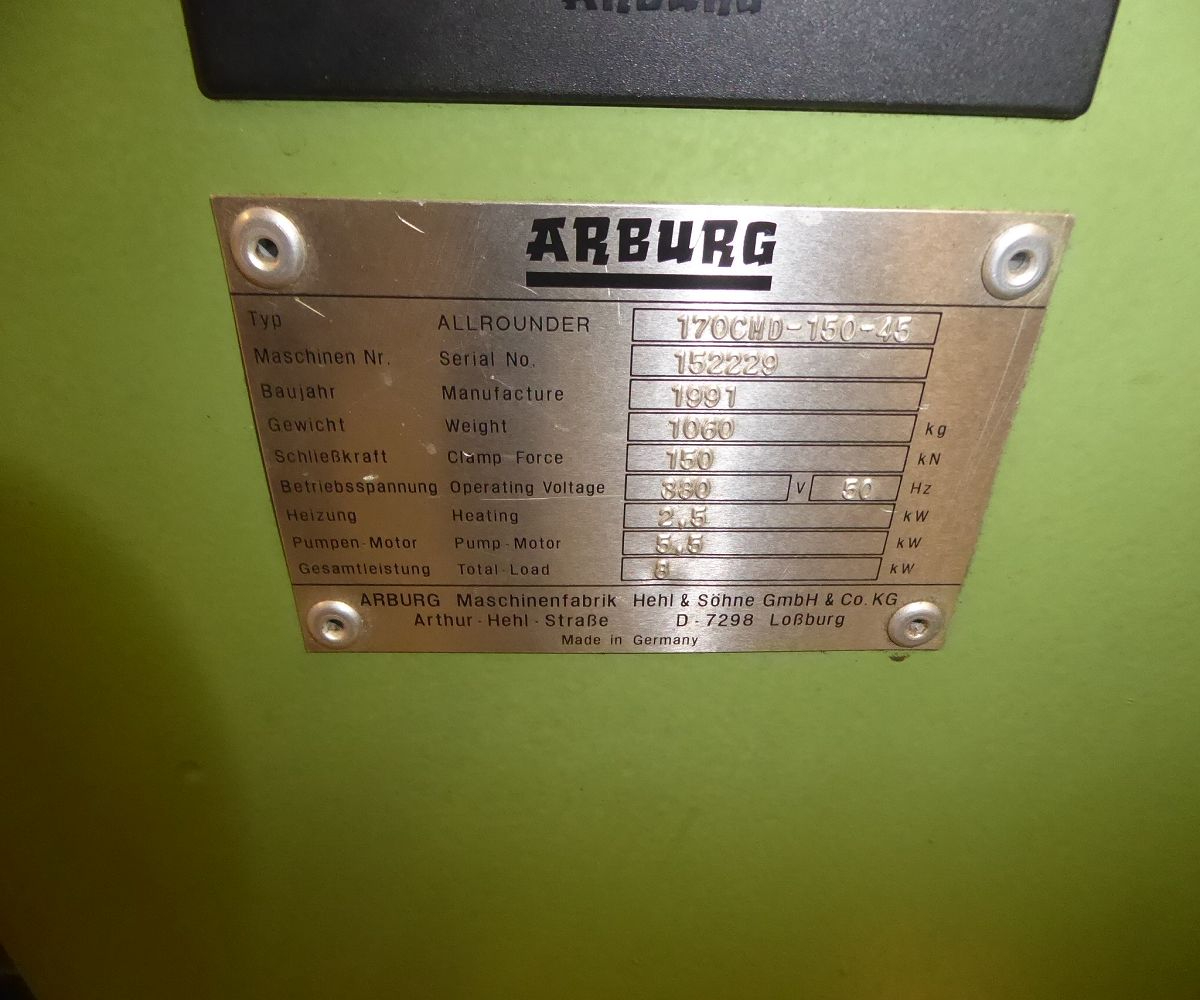 ARBURG
ARBURG
Typ ALLROUNDER 170CMD-150-45
Maschinen Nr. Serial No. 152229
Baujahr Manufacture 1991
Gewicht Weight 1060 kg
Schließkraft Clamp Force 150 kN
Betriebsspannung Operating Voltage 380 V 50 Hz
Heizung Heating 2,5 kW
Pumpen-Motor Pump-Motor 5,5 kW
Gesamtleistung Total-Load 8 kW
ARBURG Maschinenfabrik Hehl & Söhne GmbH & Co. KG
Arthur-Hehl-Straße D-7298 Loßburg
Made in Germany